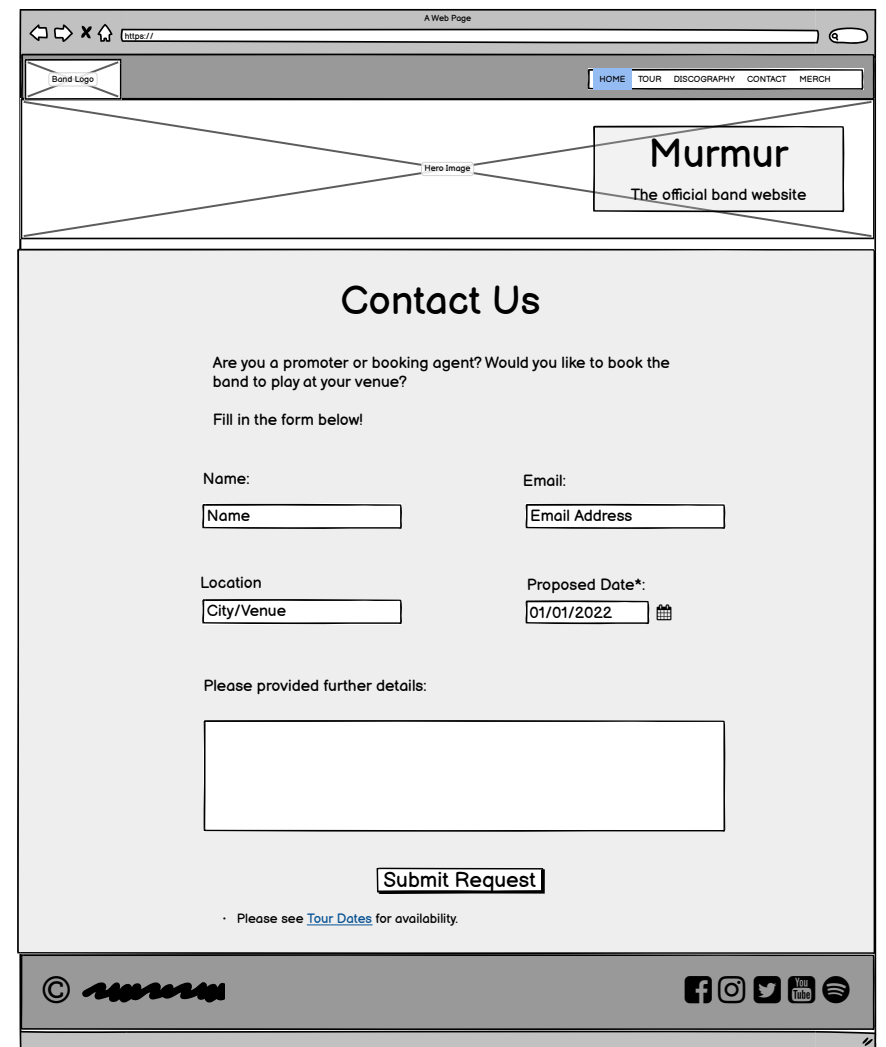 A Web Page
https://
Band Logo
HOME TOUR DISCOGRAPHY CONTACT MERCH
Hero Image
Murmur
The official band website
Contact Us
Are you a promoter or booking agent? Would you like to book the
band to play at your venue?
Fill in the form below!
Name: Email:
Name Email Address
Location Proposed Date*:
City/Venue 01/01/2022
Please provided further details:
Submit Request
· Please see Tour Dates for availability.
©
You
Tube